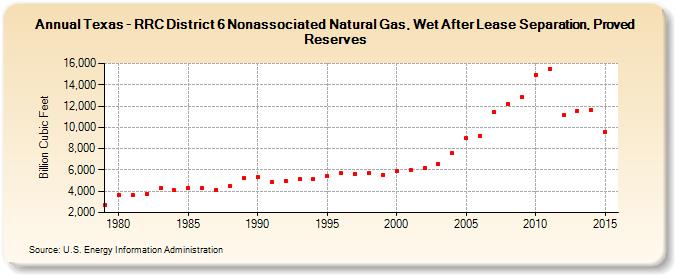 Annual Texas - RRC District 6 Nonassociated Natural Gas, Wet After Lease Separation, Proved
Reserves
Billion Cubic Feet
16,000
14,000
12,000
10,000
8,000
6,000
4,000
2,000
1980 1985 1990 1995 2000 2005 2010 2015
Source: U.S. Energy Information Administration